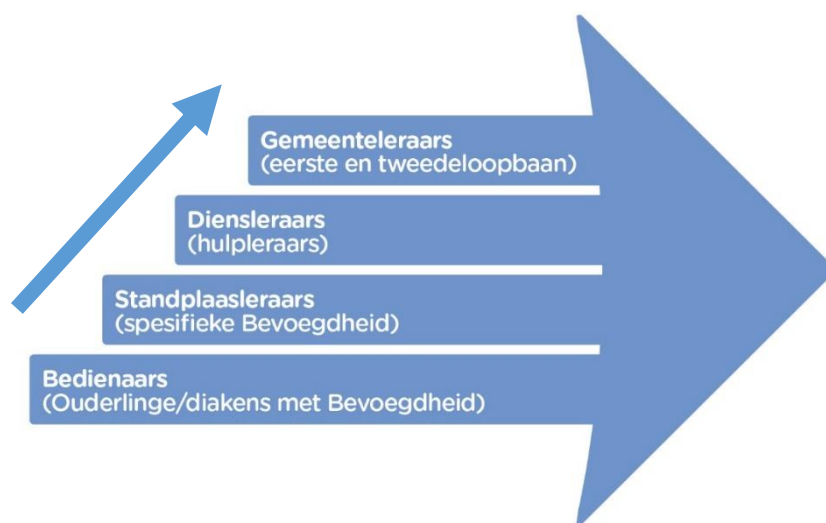 Gemeenteleraars
(eerste en tweedeloopbaan)
Diensleraars
(hulpleraars)
Standplaasleraars
(spesifieke Bevoegdheid)
Bedienaars
(Ouderlinge/diakens met Bevoegdheid)